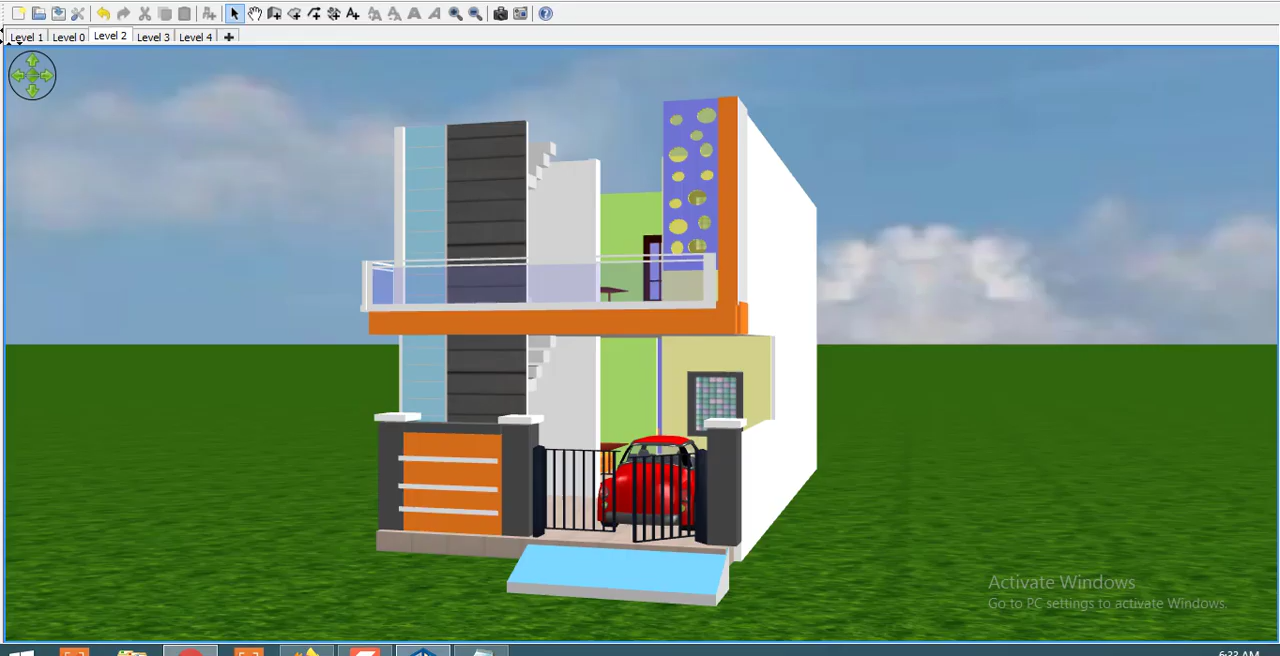 Level 1 Level 0 Level 2 Level 3 Level 4
Activate Windows
Go to PC settings to activate Windows.